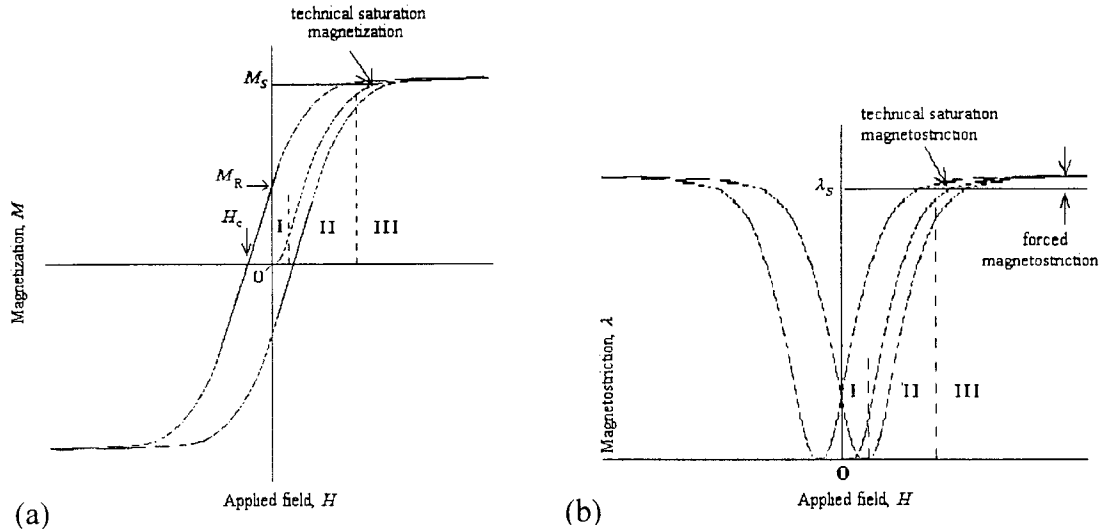 technical saturation
magnetization
M_S
M_R
H_c
I
II
III
0
Magnetization, M
Applied field, H
(a)
technical saturation
magnetostriction
λ_S
forced
magnetostriction
I
II
III
0
Magnetostriction, λ
Applied field, H
(b)